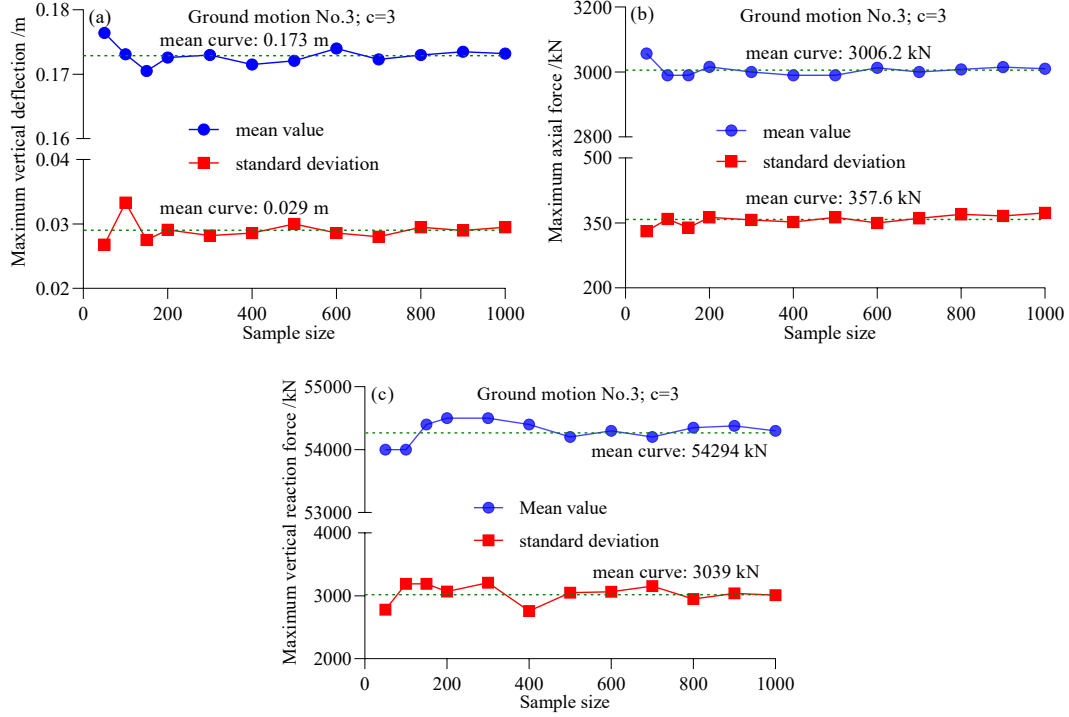 (a)
Ground motion No.3; c=3
mean curve: 0.173 m
mean value
standard deviation
mean curve: 0.029 m
Maximum vertical deflection /m
0.18
0.17
0.16
0.04
0.03
0.02
0 200 400 600 800 1000
Sample size
(b)
Ground motion No.3; c=3
mean curve: 3006.2 kN
mean value
standard deviation
mean curve: 357.6 kN
Maximum axial force /kN
3200
3000
2800
500
350
200
0 200 400 600 800 1000
Sample size
(c)
Ground motion No.3; c=3
mean curve: 54294 kN
Mean value
standard deviation
mean curve: 3039 kN
Maximum vertical reaction force /kN
55000
54000
53000
4000
3000
2000
0 200 400 600 800 1000
Sample size